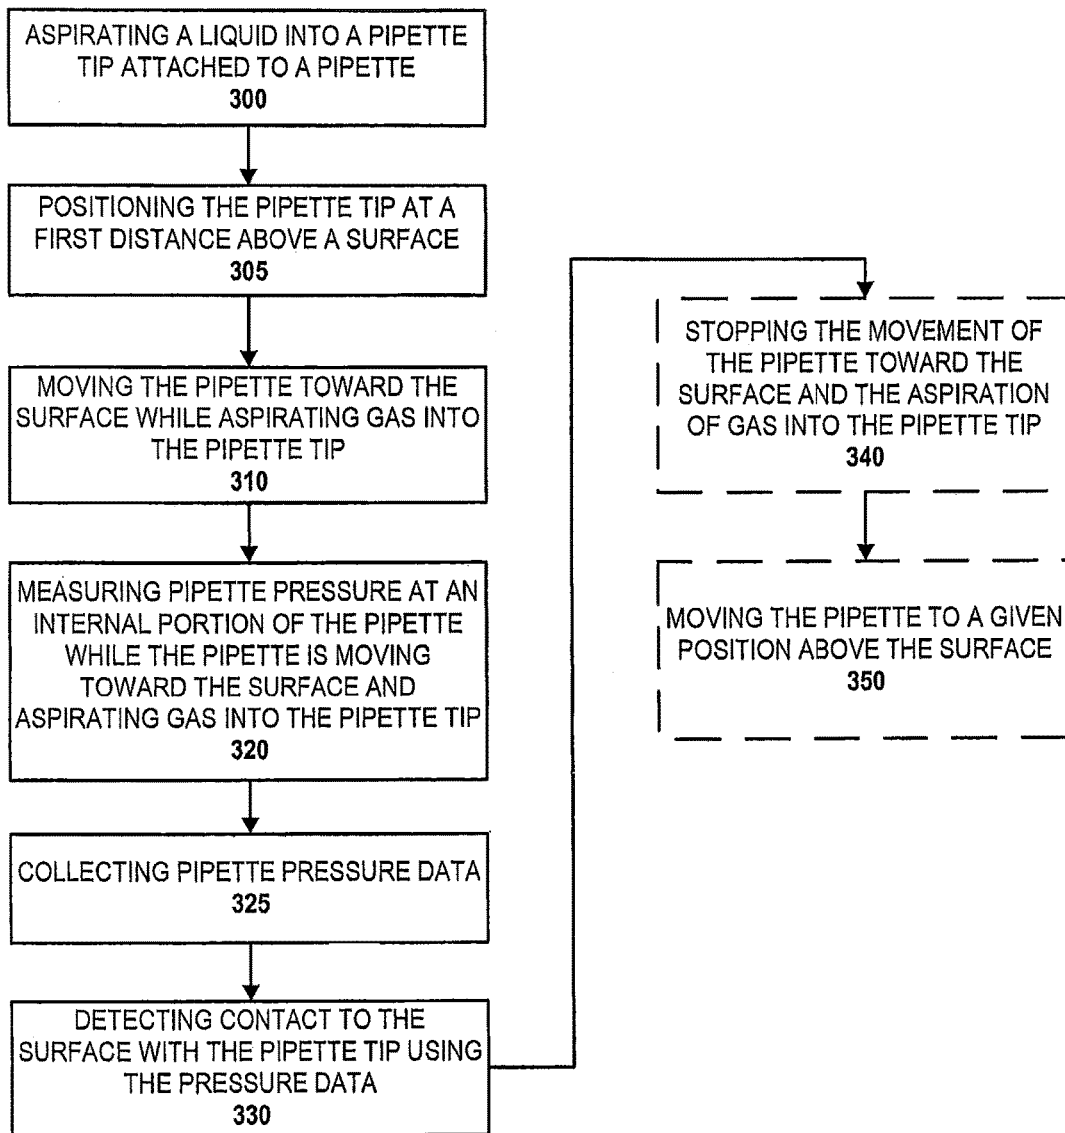 ASPIRATING A LIQUID INTO A PIPETTE
TIP ATTACHED TO A PIPETTE
300
POSITIONING THE PIPETTE TIP AT A
FIRST DISTANCE ABOVE A SURFACE
305
MOVING THE PIPETTE TOWARD THE
SURFACE WHILE ASPIRATING GAS INTO
THE PIPETTE TIP
310
MEASURING PIPETTE PRESSURE AT AN
INTERNAL PORTION OF THE PIPETTE
WHILE THE PIPETTE IS MOVING
TOWARD THE SURFACE AND
ASPIRATING GAS INTO THE PIPETTE TIP
320
COLLECTING PIPETTE PRESSURE DATA
325
DETECTING CONTACT TO THE
SURFACE WITH THE PIPETTE TIP USING
THE PRESSURE DATA
330
STOPPING THE MOVEMENT OF
THE PIPETTE TOWARD THE
SURFACE AND THE ASPIRATION
OF GAS INTO THE PIPETTE TIP
340
MOVING THE PIPETTE TO A GIVEN
POSITION ABOVE THE SURFACE
350